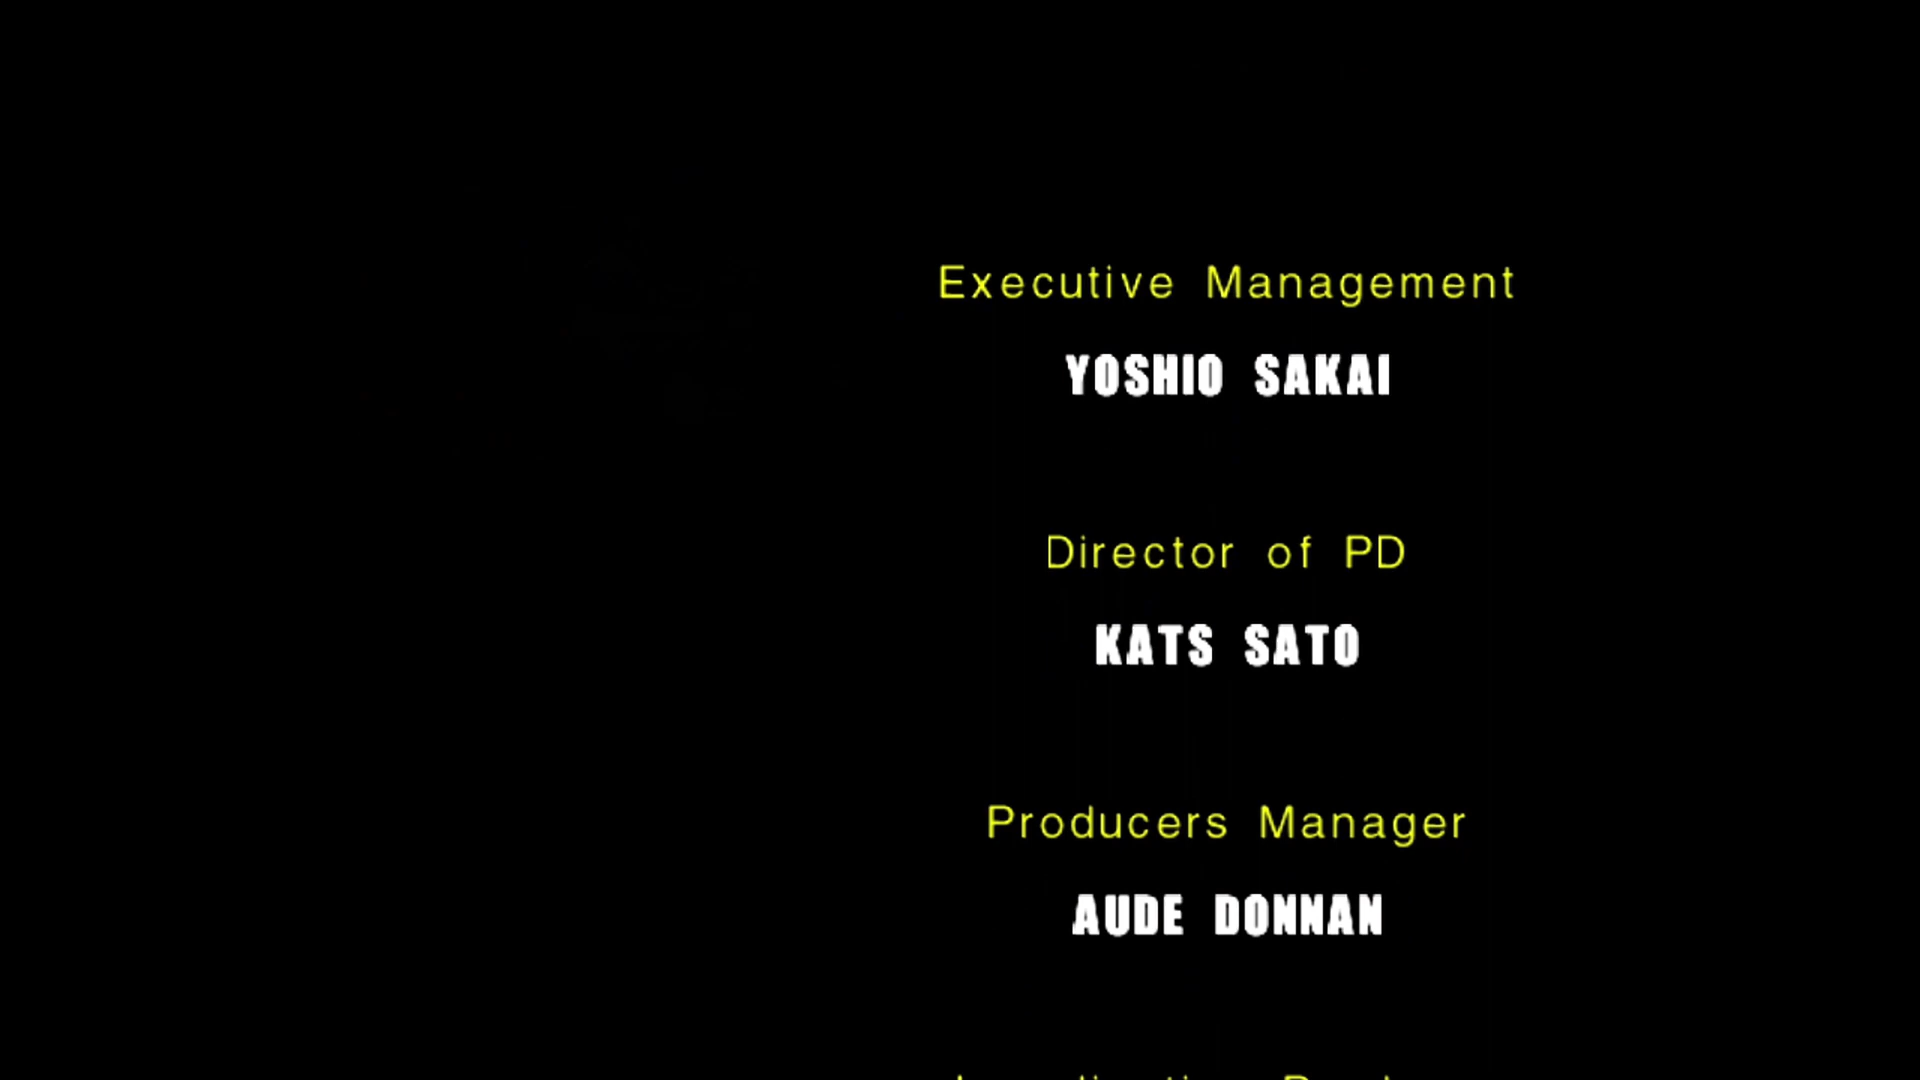 Executive Management
YOSHIO SAKAI
Director of PD
KATS SATO
Producers Manager
AUDE DONNAN